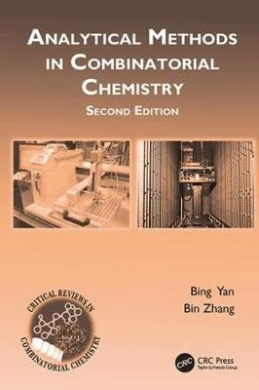 ANALYTICAL METHODS
IN COMBINATORIAL
CHEMISTRY
SECOND EDITION
Bing Yan
Bin Zhang
CRITICAL REVIEWS IN
COMBINATORIAL CHEMISTRY
CRC
CRC Press
Taylor & Francis Group